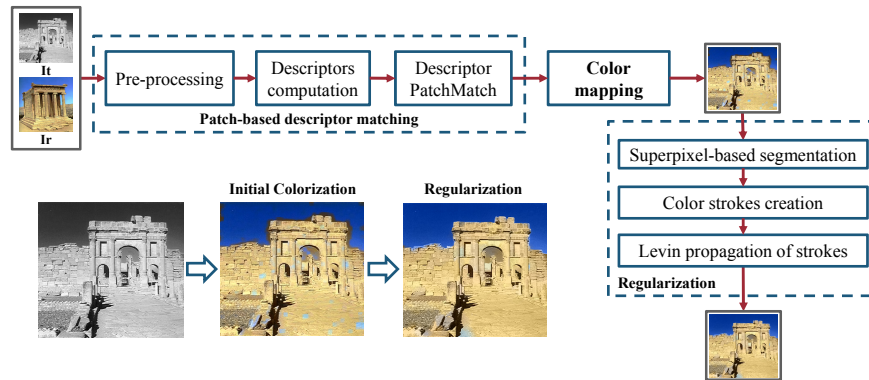 It
Ir
Pre-processing
Descriptors
computation
Descriptor
PatchMatch
Patch-based descriptor matching
Color
mapping
Superpixel-based segmentation
Color strokes creation
Levin propagation of strokes
Regularization
Initial Colorization
Regularization